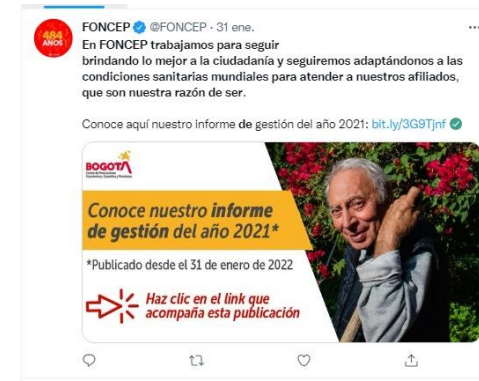 484
AÑOS
FONCEP @FONCEP · 31 ene.
En FONCEP trabajamos para seguir
brindando lo mejor a la ciudadanía y seguiremos adaptándonos a las
condiciones sanitarias mundiales para atender a nuestros afiliados,
que son nuestra razón de ser.
Conoce aquí nuestro informe de gestión del año 2021: bit.ly/3G9Tjnf
BOGOTÁ
Conoce nuestro informe
de gestión del año 2021*
*Publicado desde el 31 de enero de 2022
Haz clic en el link que
acompaña esta publicación